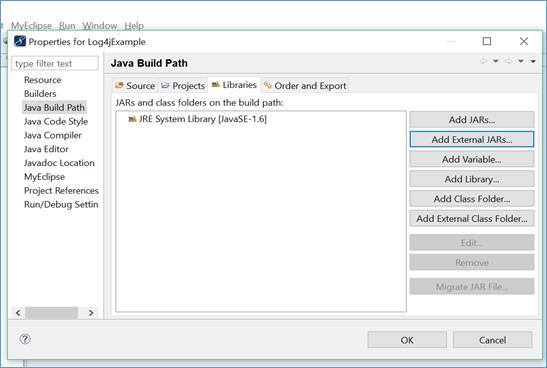 MyEclipse Run Window Help
Properties for Log4jExample
type filter text
Java Build Path
Resource
Builders
Java Build Path
Java Code Style
Java Compiler
Java Editor
Javadoc Location
MyEclipse
Project References
Run/Debug Settin
Source Projects Libraries Order and Export
JARs and class folders on the build path:
JRE System Library [JavaSE-1.6]
Add JARs...
Add External JARs...
Add Variable...
Add Library...
Add Class Folder...
Add External Class Folder...
Edit...
Remove
Migrate JAR File...
OK Cancel